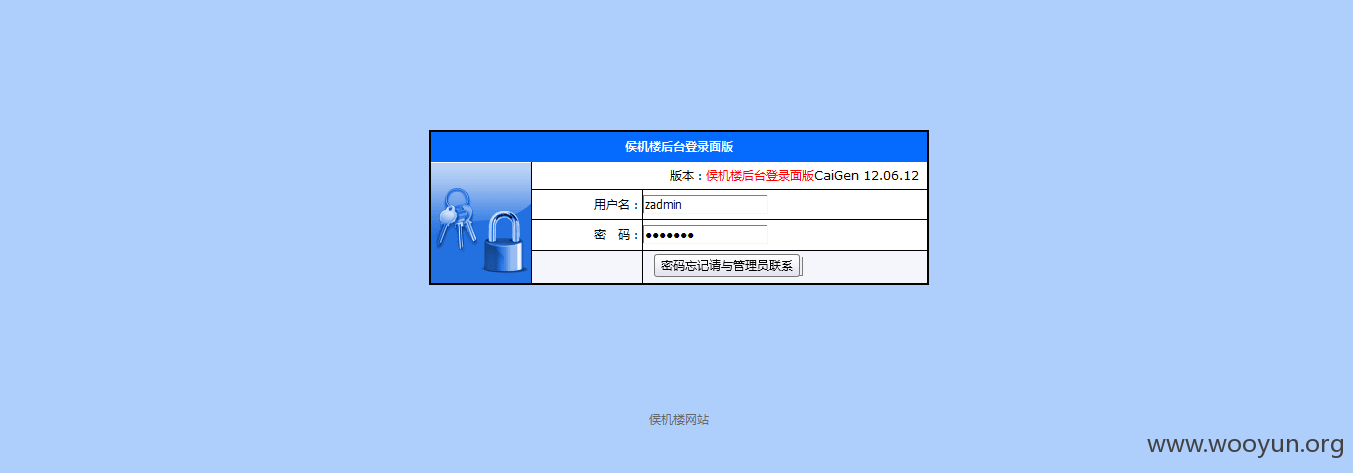 侯机楼后台登录面版
版本：侯机楼后台登录面版CaiGen 12.06.12
用户名： zadmin
密　码： ●●●●●●●
密码忘记请与管理员联系
侯机楼网站
www.wooyun.org